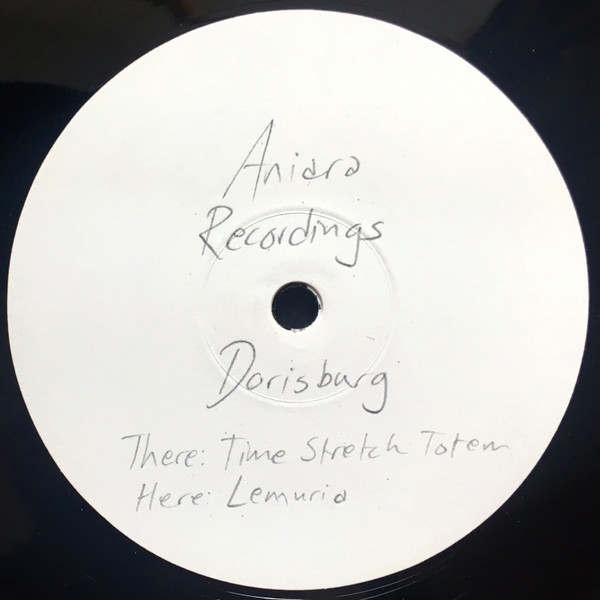 Aniara
Recordings
Dorisburg
There: Time Stretch Totem
Here: Lemuria